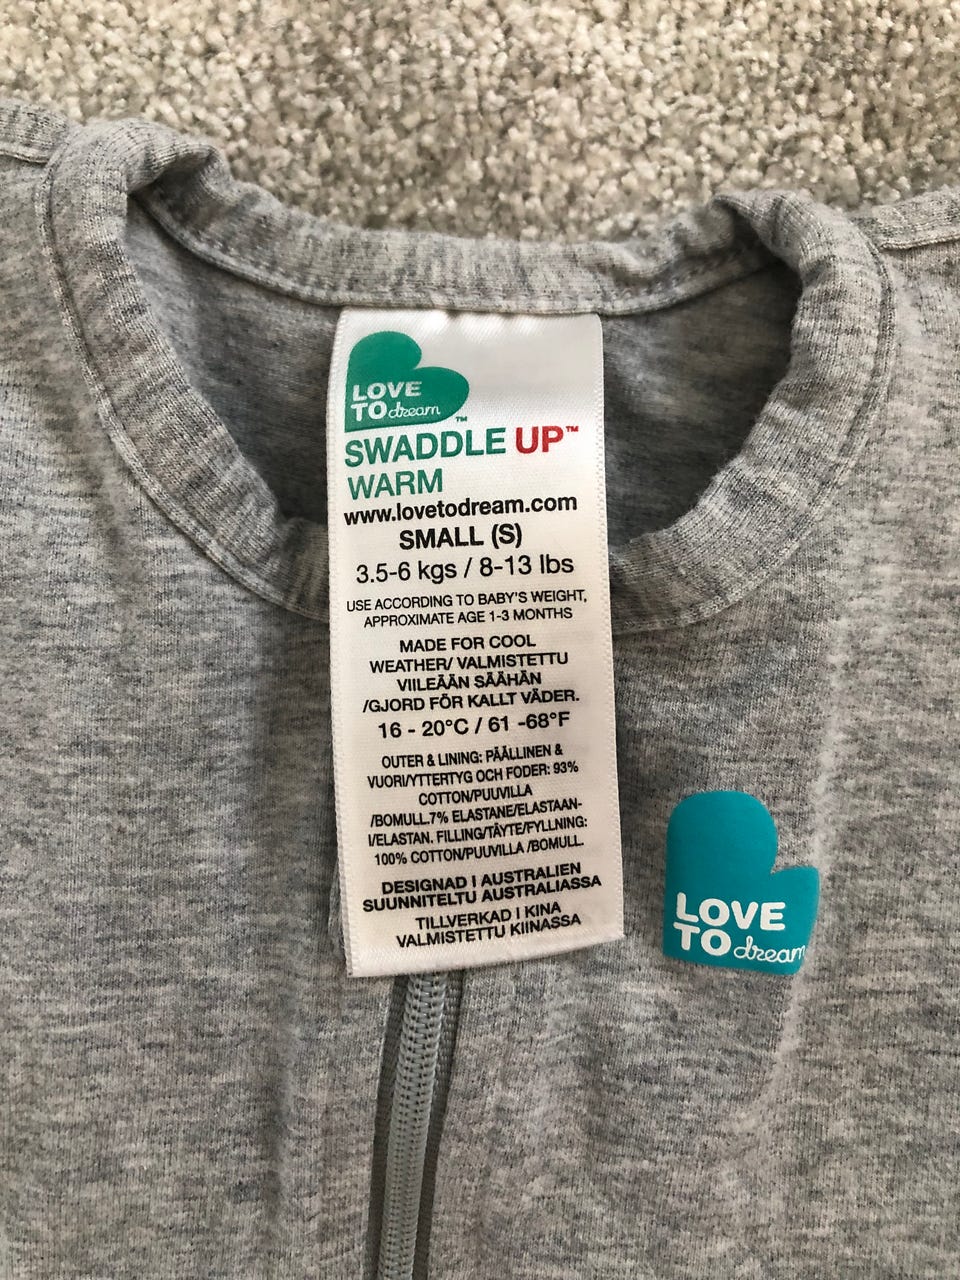 LOVE
TO dream™
SWADDLE UP™
WARM
www.lovetodream.com
SMALL (S)
3.5-6 kgs / 8-13 lbs
USE ACCORDING TO BABY'S WEIGHT,
APPROXIMATE AGE 1-3 MONTHS
MADE FOR COOL
WEATHER/ VALMISTETTU
VIILEÄÄN SÄÄHÄN
/GJORD FÖR KALLT VÄDER.
16 - 20°C / 61 -68°F
OUTER & LINING: PÄÄLLINEN &
VUORI/YTTERTYG OCH FODER: 93%
COTTON/PUUVILLA
/BOMULL.7% ELASTANE/ELASTAAN-
I/ELASTAN. FILLING/TÄYTE/FYLLNING:
100% COTTON/PUUVILLA /BOMULL.
DESIGNAD I AUSTRALIEN
SUUNNITELTU AUSTRALIASSA
TILLVERKAD I KINA
VALMISTETTU KIINASSA
LOVE
TO dream